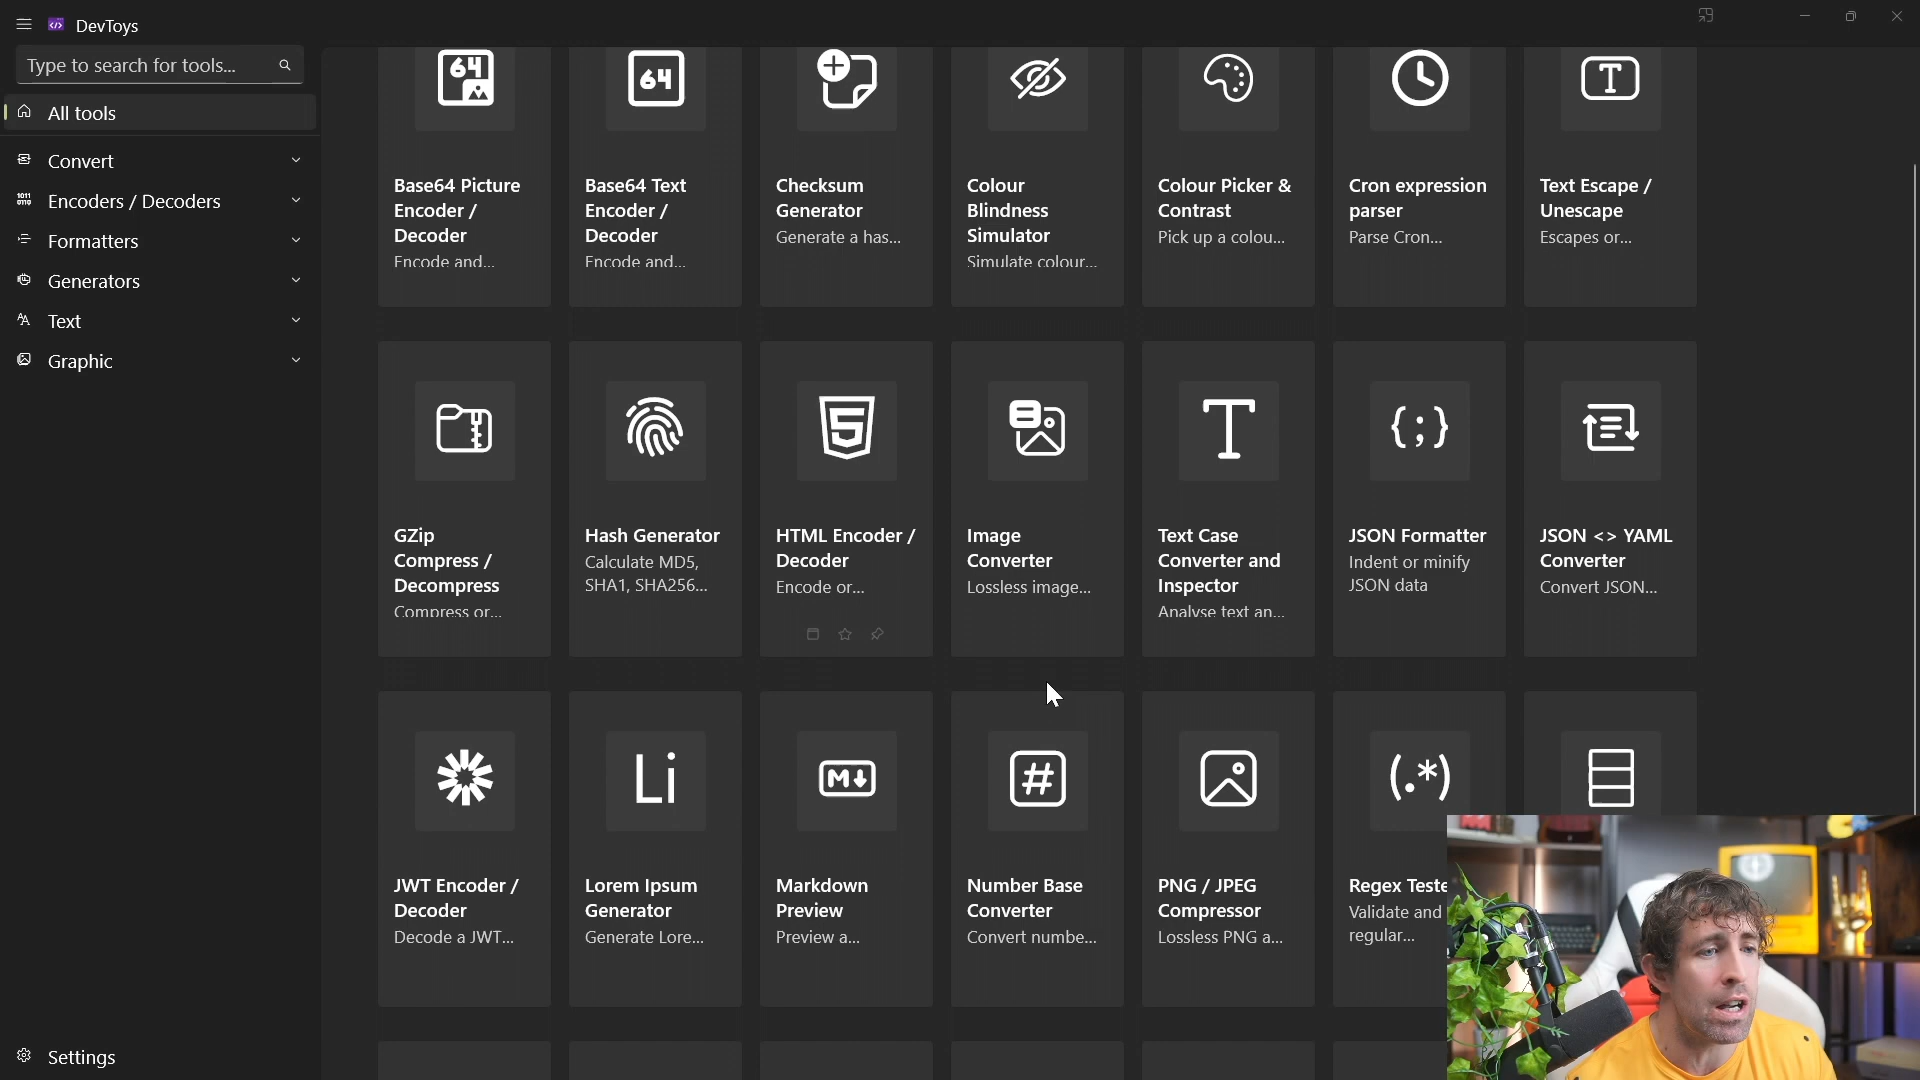 DevToys
Type to search for tools...
All tools
Convert
Encoders / Decoders
Formatters
Generators
Text
Graphic
Settings
64
64
T
Base64 Picture
Encoder /
Decoder
Encode and...
Base64 Text
Encoder /
Decoder
Encode and...
Checksum
Generator
Generate a has...
Colour
Blindness
Simulator
Simulate colour...
Colour Picker &
Contrast
Pick up a colou...
Cron expression
parser
Parse Cron...
Text Escape /
Unescape
Escapes or...
5
T
{;}
GZip
Compress /
Decompress
Compress or...
Hash Generator
Calculate MD5,
SHA1, SHA256...
HTML Encoder /
Decoder
Encode or...
Image
Converter
Lossless image...
Text Case
Converter and
Inspector
Analyse text an...
JSON Formatter
Indent or minify
JSON data
JSON <> YAML
Converter
Convert JSON...
Li
M
#
(.*)
JWT Encoder /
Decoder
Decode a JWT...
Lorem Ipsum
Generator
Generate Lore...
Markdown
Preview
Preview a...
Number Base
Converter
Convert numbe...
PNG / JPEG
Compressor
Lossless PNG a...
Regex Teste
Validate and
regular...